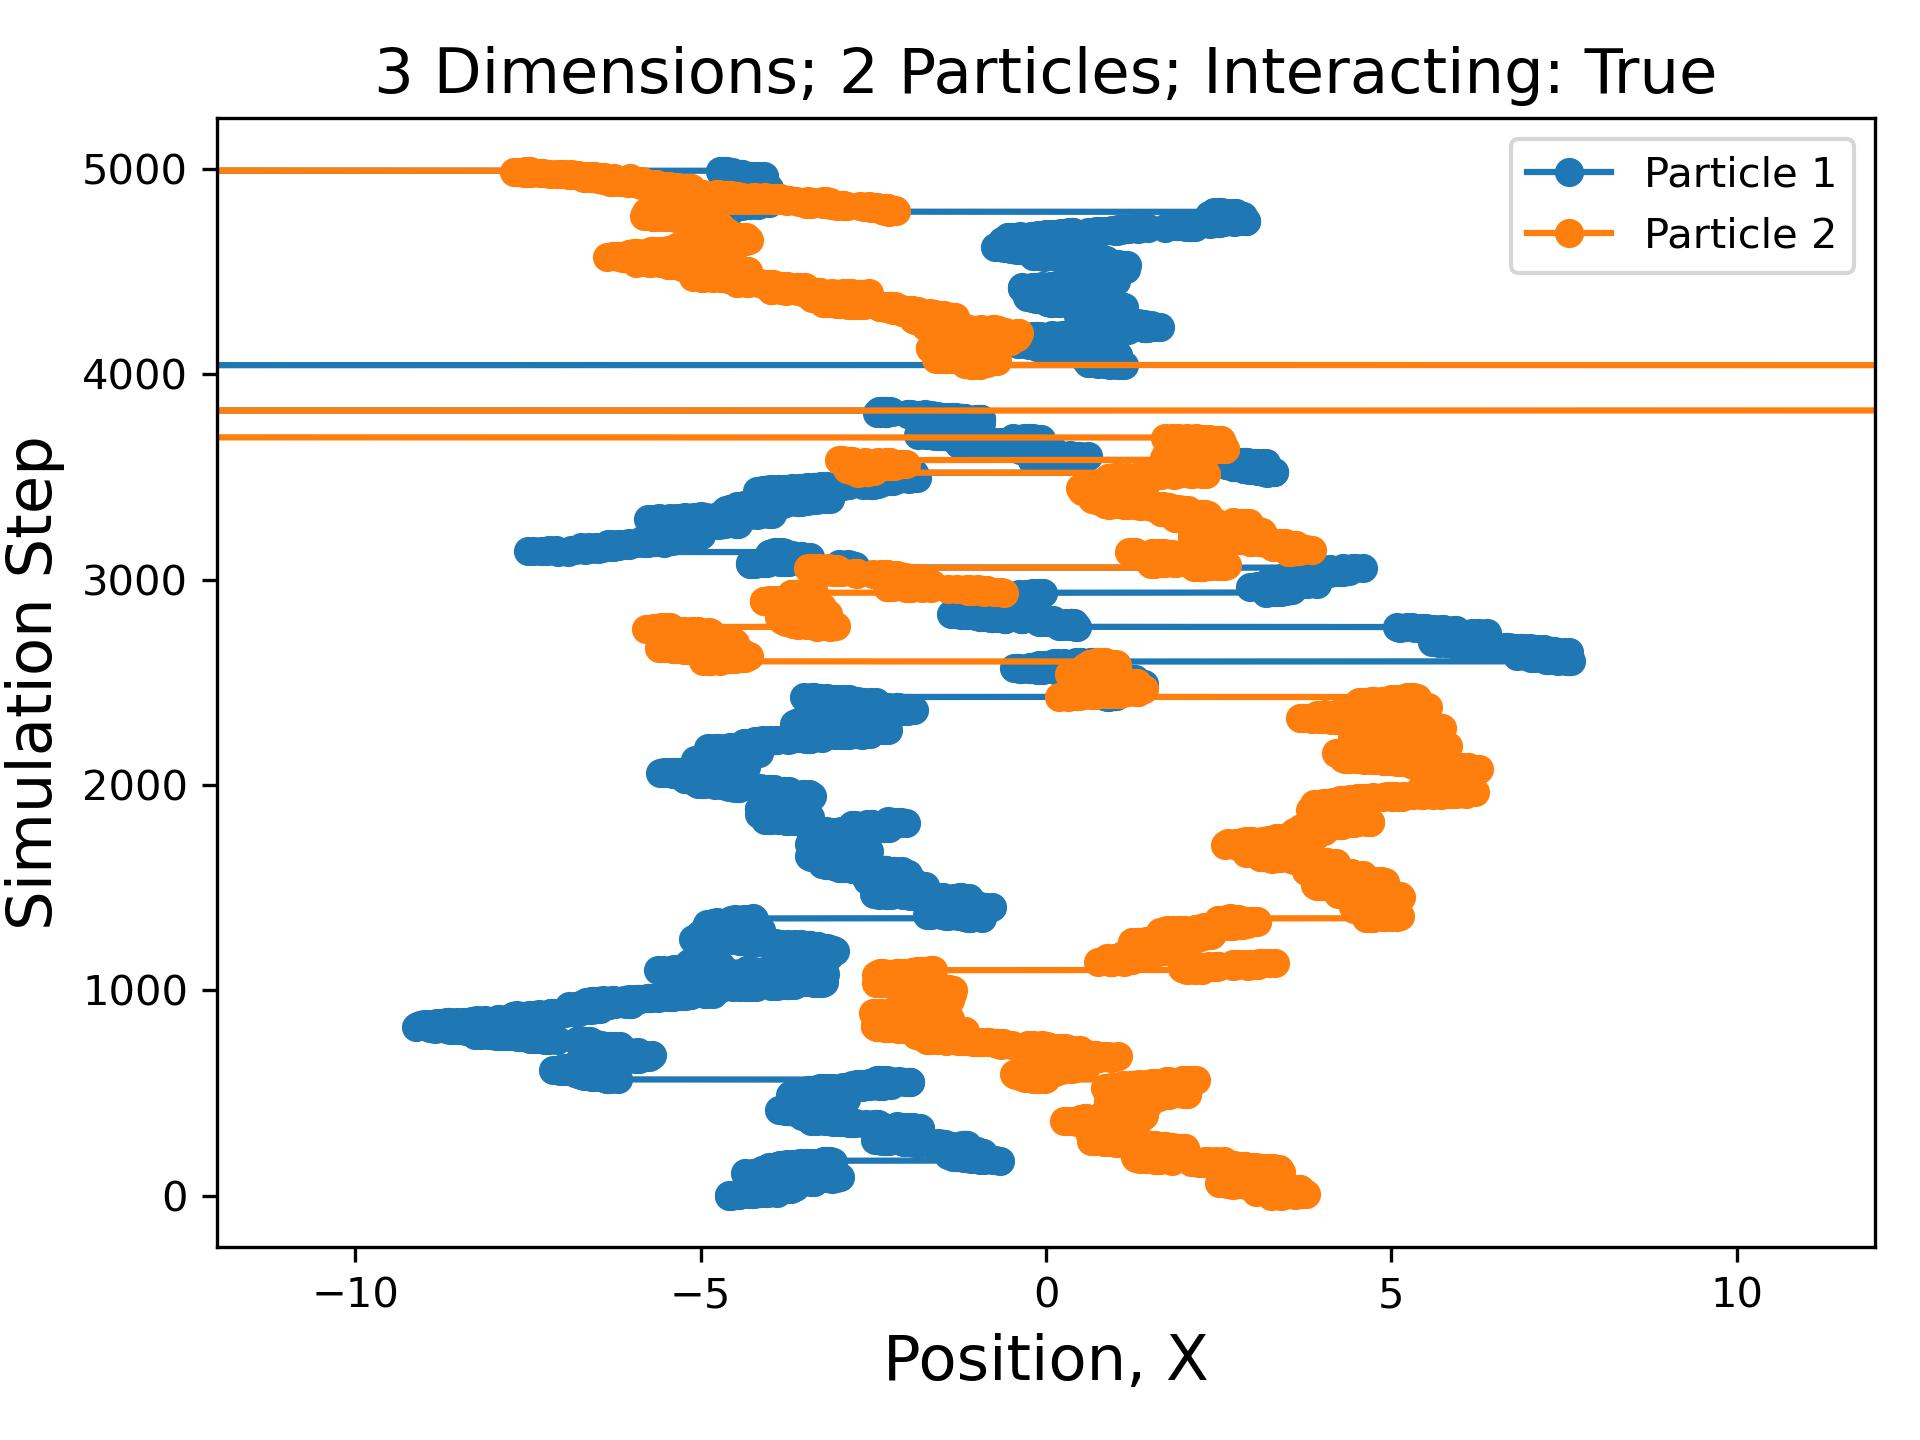 3 Dimensions; 2 Particles; Interacting: True
Particle 1
Particle 2
Simulation Step
5000
4000
3000
2000
1000
0
−10
−5
0
5
10
Position, X